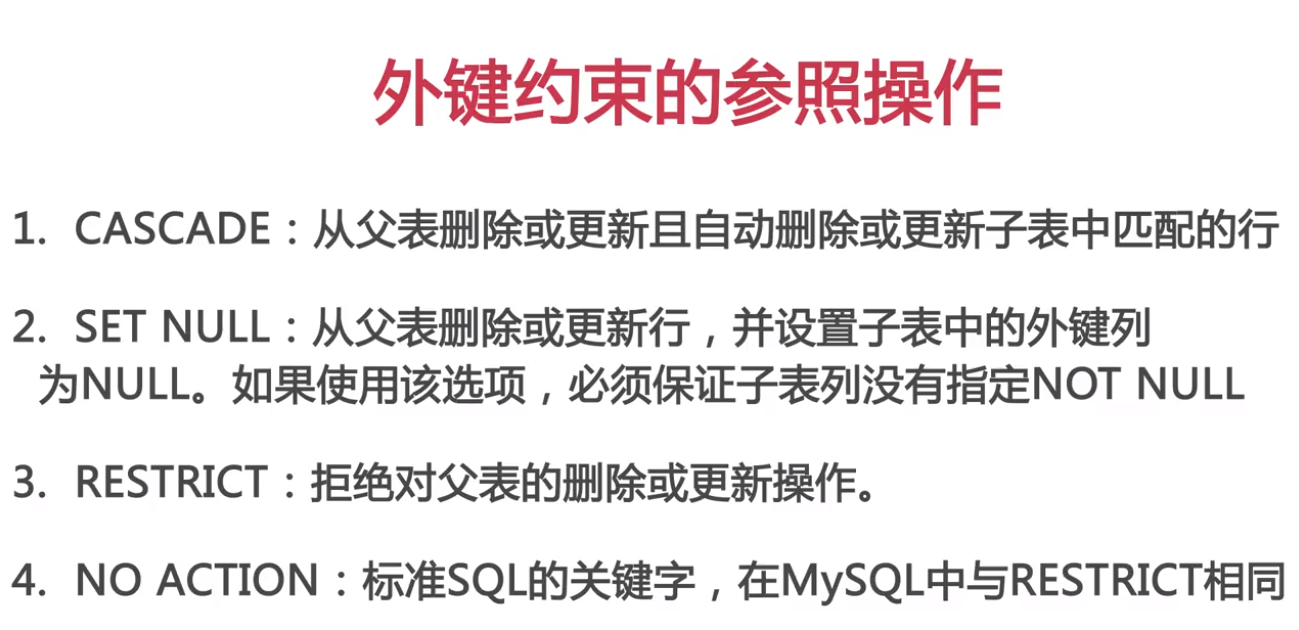 外键约束的参照操作
1. CASCADE：从父表删除或更新且自动删除或更新子表中匹配的行
2. SET NULL：从父表删除或更新行，并设置子表中的外键列
为NULL。如果使用该选项，必须保证子表列没有指定NOT NULL
3. RESTRICT：拒绝对父表的删除或更新操作。
4. NO ACTION：标准SQL的关键字，在MySQL中与RESTRICT相同